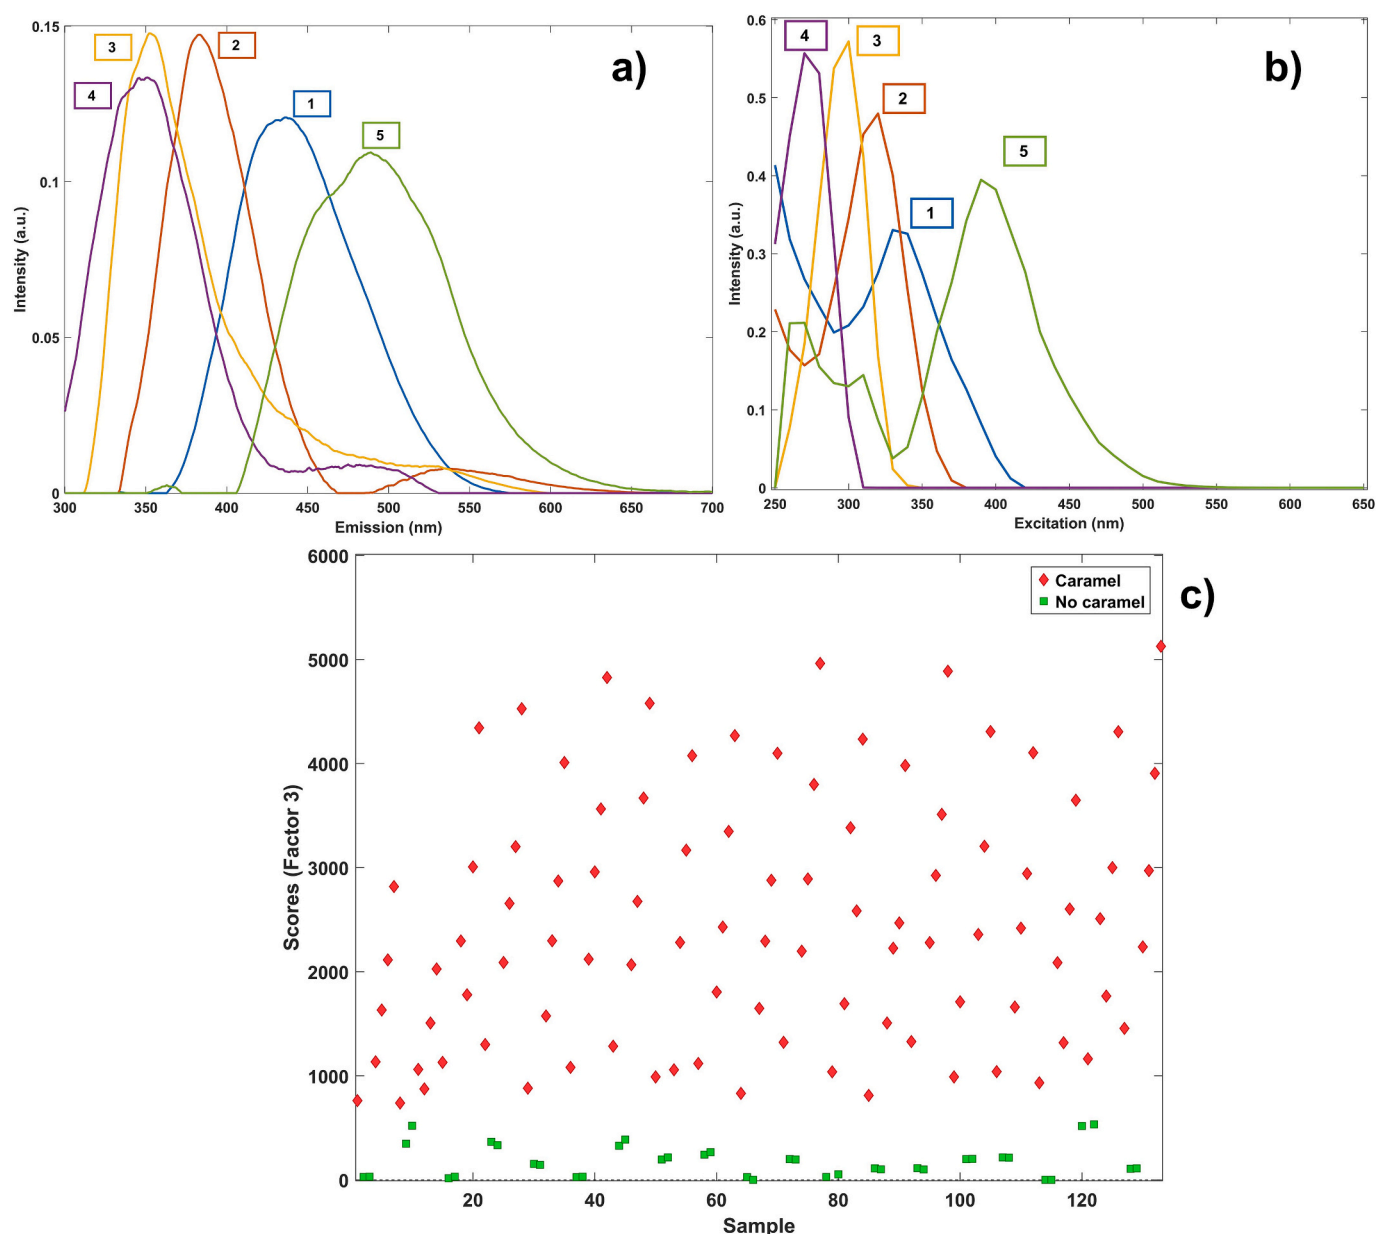 a)
0.15
0.1
0.05
0
Intensity (a.u.)
3
2
4
1
5
300 350 400 450 500 550 600 650 700
Emission (nm)
b)
0.6
0.5
0.4
0.3
0.2
0.1
0
Intensity (a.u.)
4
3
2
5
1
250 300 350 400 450 500 550 600 650
Excitation (nm)
c)
6000
5000
4000
3000
2000
1000
0
Scores (Factor 3)
Caramel
No caramel
20 40 60 80 100 120
Sample